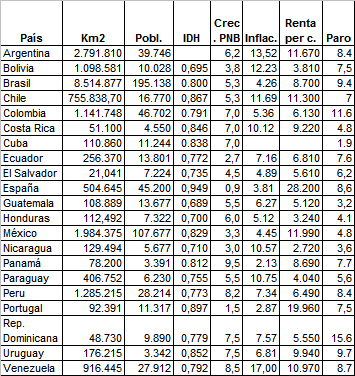 País Km2 Pobl. IDH Crec. PNB Inflac. Renta per c. Paro
Argentina 2.791.810 39.746 6,2 13,52 11.670 8.4
Bolivia 1.098.581 10.028 0,695 3,8 12.23 3.810 7,5
Brasil 8.514.877 195.138 0.800 5,3 4.26 8.700 9.4
Chile 755.838,70 16.770 0,867 5,3 11.69 11.300 7
Colombia 1.141.748 46.702 0.791 7,0 5.36 6.130 11.6
Costa Rica 51.100 4.550 0,846 7,0 10.12 9.220 4.8
Cuba 110.860 11.244 0.838 7,0 1.9
Ecuador 256.370 13.801 0,772 2,7 7.16 6.810 7.6
El Salvador 21,041 7.224 0,735 4,5 4.89 5.610 6,2
España 504.645 45.200 0,949 0,9 3.81 28.200 8,6
Guatemala 108.889 13.677 0,689 5,5 6.27 5.120 3,2
Honduras 112,492 7.322 0,700 6,0 5.12 3.240 4.1
México 1.984.375 107.677 0,829 3,3 4.45 11.990 4,8
Nicaragua 129.494 5.677 0,710 3,0 10.57 2.720 3,6
Panamá 78.200 3.391 0.812 9,5 2.13 8.690 7.7
Paraguay 406.752 6.230 0,755 5,5 10.75 4.040 5,6
Peru 1.285.215 28.214 0,773 8,2 7.34 6.490 8.4
Portugal 92.391 11.317 0,897 1,5 2.87 19.960 7,5
Rep. Dominicana 48.730 9.890 0,779 7,5 7.57 5.550 15.6
Uruguay 176.215 3.342 0,852 7,5 6.81 9.940 9.7
Venezuela 916.445 27.912 0,792 8,5 17,00 10.970 8.7